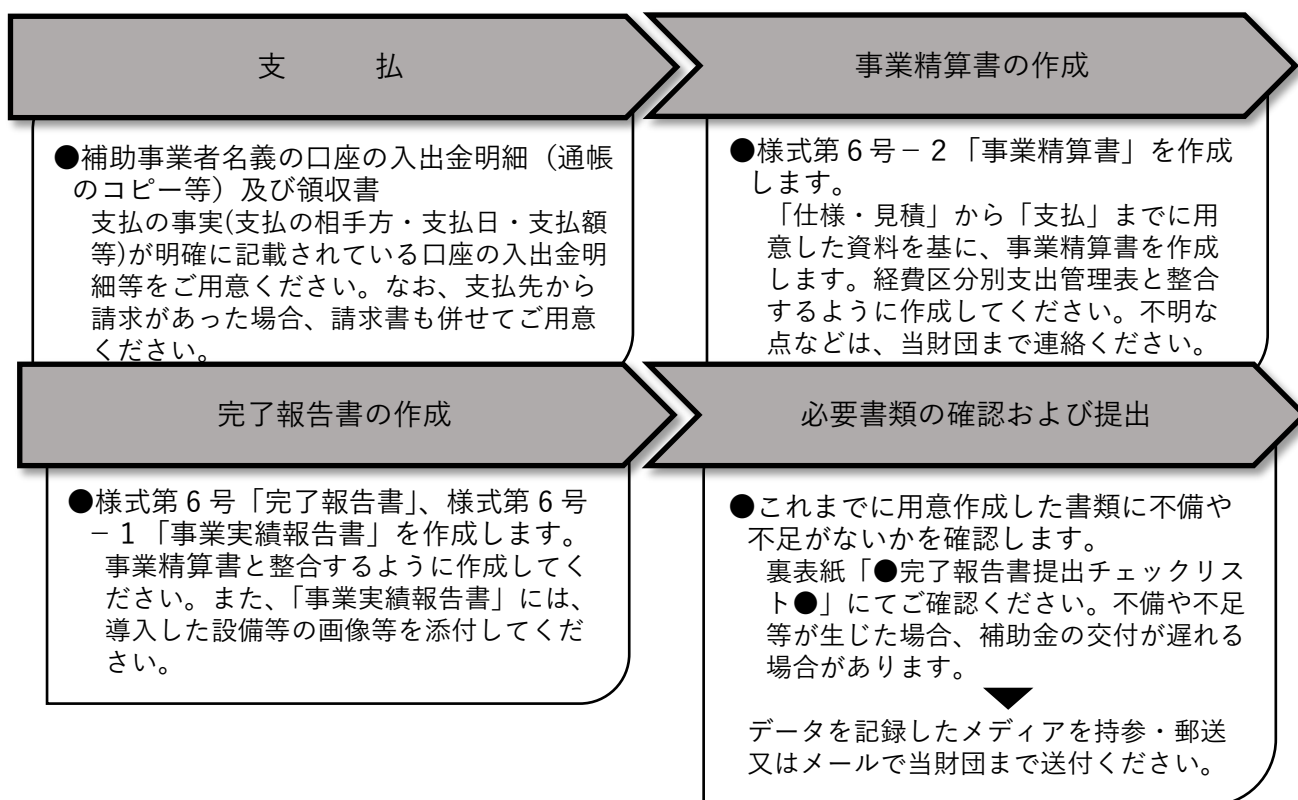 支　　払
●補助事業者名義の口座の入出金明細（通帳
のコピー等）及び領収書
支払の事実(支払の相手方・支払日・支払額
等)が明確に記載されている口座の入出金明
細等をご用意ください。なお、支払先から
請求があった場合、請求書も併せてご用意
ください。
事業精算書の作成
●様式第６号－２「事業精算書」を作成
します。
「仕様・見積」から「支払」までに用
意した資料を基に、事業精算書を作成
します。経費区分別支出管理表と整合
するように作成してください。不明な
点などは、当財団まで連絡ください。
完了報告書の作成
●様式第６号「完了報告書」、様式第６号
－１「事業実績報告書」を作成します。
事業精算書と整合するように作成してく
ださい。また、「事業実績報告書」には、
導入した設備等の画像等を添付してくだ
さい。
必要書類の確認および提出
●これまでに用意作成した書類に不備や
不足がないかを確認します。
裏表紙「●完了報告書提出チェックリス
ト●」にてご確認ください。不備や不足
等が生じた場合、補助金の交付が遅れる
場合があります。
データを記録したメディアを持参・郵送
又はメールで当財団まで送付ください。